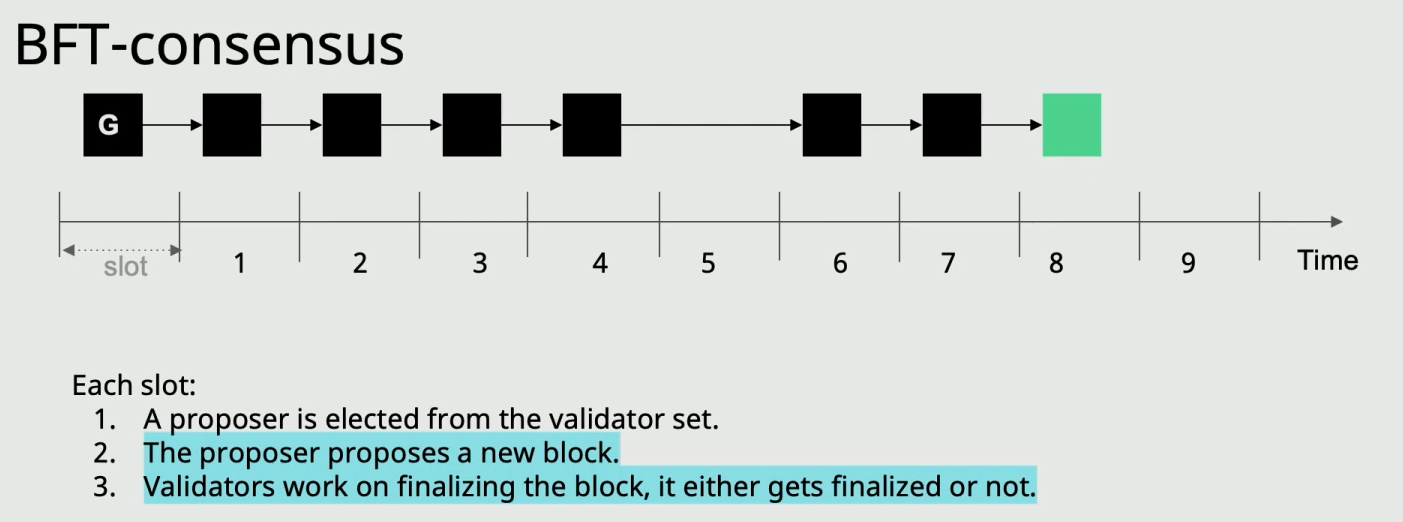 BFT-consensus
G
slot 1 2 3 4 5 6 7 8 9 Time
Each slot:
1. A proposer is elected from the validator set.
2. The proposer proposes a new block.
3. Validators work on finalizing the block, it either gets finalized or not.